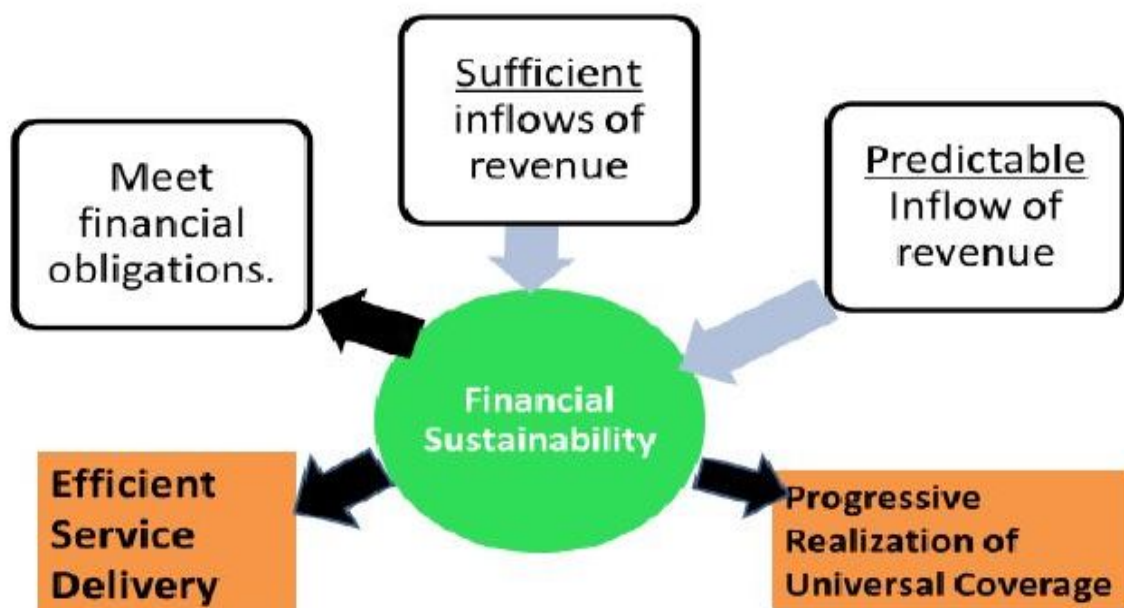 Sufficient
inflows of
revenue
Meet
financial
obligations.
Predictable
Inflow of
revenue
Financial
Sustainability
Efficient
Service
Delivery
Progressive
Realization of
Universal Coverage